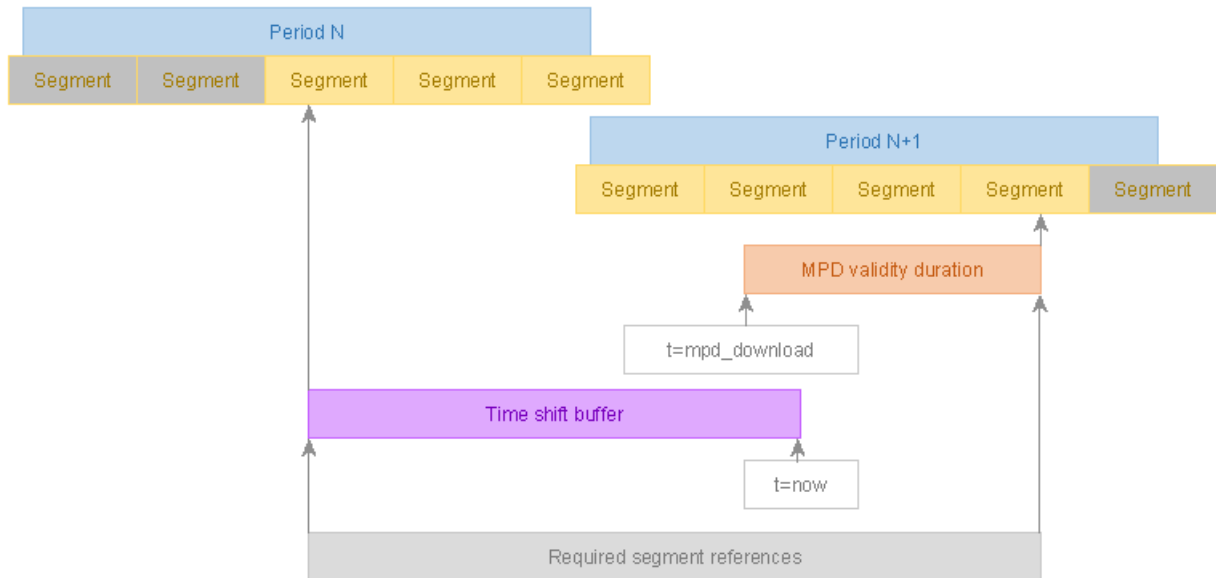 Period N
Segment Segment Segment Segment Segment
Period N+1
Segment Segment Segment Segment Segment
MPD validity duration
t=mpd_download
Time shift buffer
t=now
Required segment references